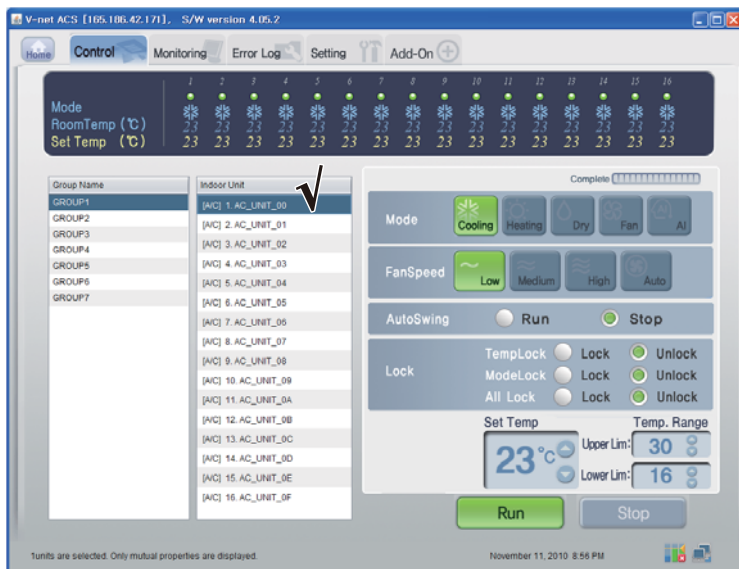 V-net ACS [165.186.42.171],   S/W version 4.05.2
Home Control Monitoring Error Log Setting Add-On
1 2 3 4 5 6 7 8 9 10 11 12 13 14 15 16
Mode
RoomTemp (℃) 23 23 23 23 23 23 23 23 23 23 23 23 23 23 23 23
Set Temp (℃) 23 23 23 23 23 23 23 23 23 23 23 23 23 23 23 23
Group Name
GROUP1
GROUP2
GROUP3
GROUP4
GROUP5
GROUP6
GROUP7
Indoor Unit
[A/C] 1. AC_UNIT_00
[A/C] 2. AC_UNIT_01
[A/C] 3. AC_UNIT_02
[A/C] 4. AC_UNIT_03
[A/C] 5. AC_UNIT_04
[A/C] 6. AC_UNIT_05
[A/C] 7. AC_UNIT_06
[A/C] 8. AC_UNIT_07
[A/C] 9. AC_UNIT_08
[A/C] 10. AC_UNIT_09
[A/C] 11. AC_UNIT_0A
[A/C] 12. AC_UNIT_0B
[A/C] 13. AC_UNIT_0C
[A/C] 14. AC_UNIT_0D
[A/C] 15. AC_UNIT_0E
[A/C] 16. AC_UNIT_0F
Complete
Mode Cooling Heating Dry Fan AI
FanSpeed Low Medium High Auto
AutoSwing Run Stop
Lock
TempLock Lock Unlock
ModeLock Lock Unlock
All Lock Lock Unlock
Set Temp Temp. Range
23 °C
Upper Lim: 30
Lower Lim: 16
Run Stop
1units are selected. Only mutual properties are displayed.
November 11, 2010  8:56 PM